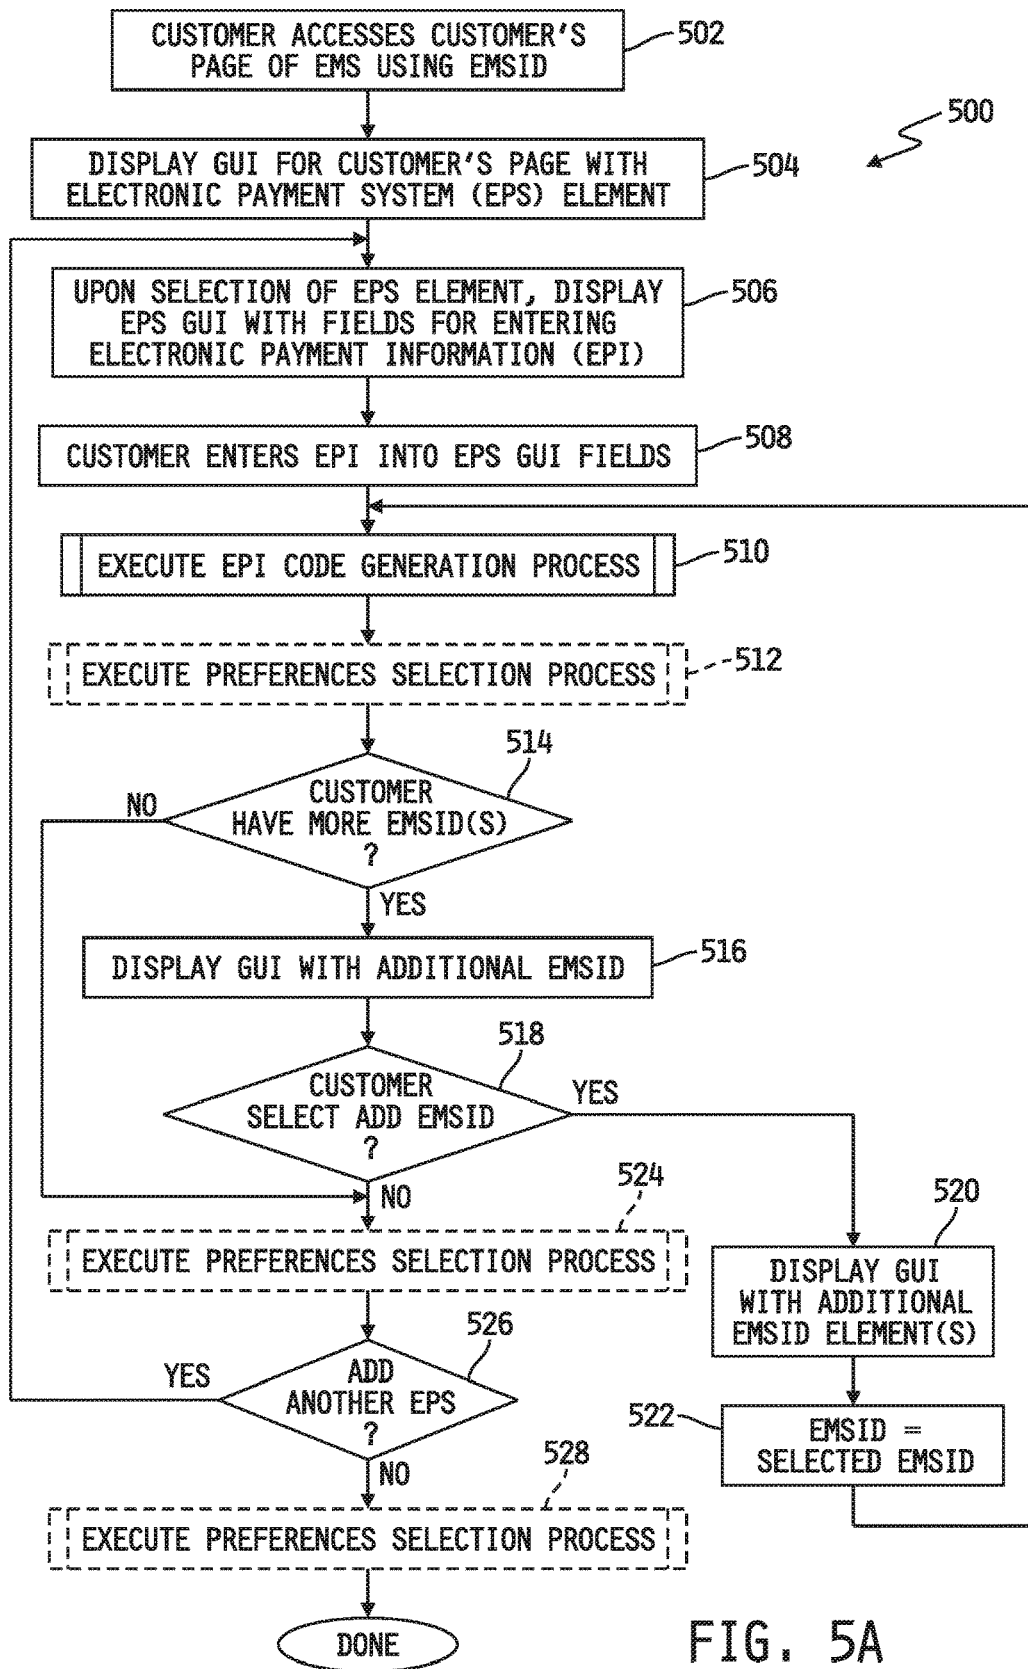 CUSTOMER ACCESSES CUSTOMER'S
PAGE OF EMS USING EMSID
502
500
DISPLAY GUI FOR CUSTOMER'S PAGE WITH
ELECTRONIC PAYMENT SYSTEM (EPS) ELEMENT
504
UPON SELECTION OF EPS ELEMENT, DISPLAY
EPS GUI WITH FIELDS FOR ENTERING
ELECTRONIC PAYMENT INFORMATION (EPI)
506
CUSTOMER ENTERS EPI INTO EPS GUI FIELDS
508
EXECUTE EPI CODE GENERATION PROCESS
510
EXECUTE PREFERENCES SELECTION PROCESS
512
514
CUSTOMER
HAVE MORE EMSID(S)
?
NO
YES
DISPLAY GUI WITH ADDITIONAL EMSID
516
518
CUSTOMER
SELECT ADD EMSID
?
YES
NO
524
EXECUTE PREFERENCES SELECTION PROCESS
520
DISPLAY GUI
WITH ADDITIONAL
EMSID ELEMENT(S)
526
ADD
ANOTHER EPS
?
YES
NO
522
EMSID =
SELECTED EMSID
528
EXECUTE PREFERENCES SELECTION PROCESS
DONE
FIG. 5A